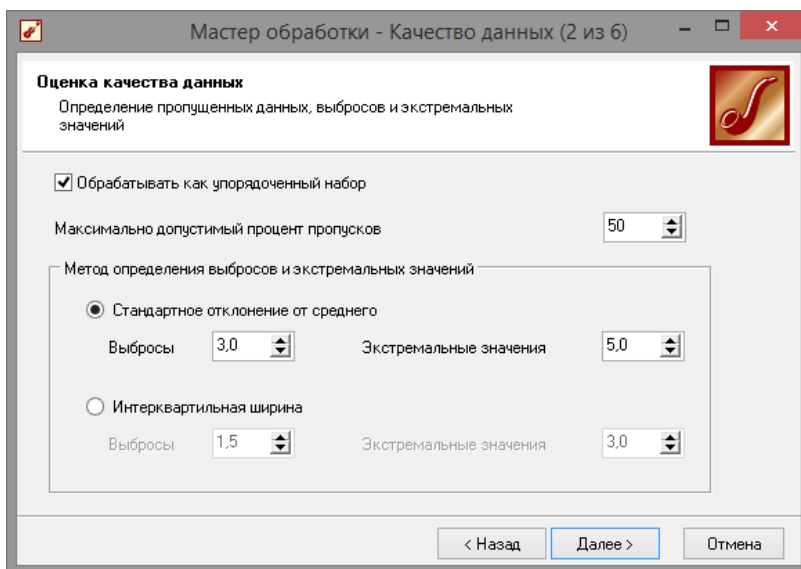 Мастер обработки - Качество данных (2 из 6)
Оценка качества данных
Определение пропущенных данных, выбросов и экстремальных
значений
Обрабатывать как упорядоченный набор
Максимально допустимый процент пропусков 50
Метод определения выбросов и экстремальных значений
Стандартное отклонение от среднего
Выбросы 3,0 Экстремальные значения 5,0
Интерквартильная ширина
Выбросы 1,5 Экстремальные значения 3,0
< Назад Далее > Отмена